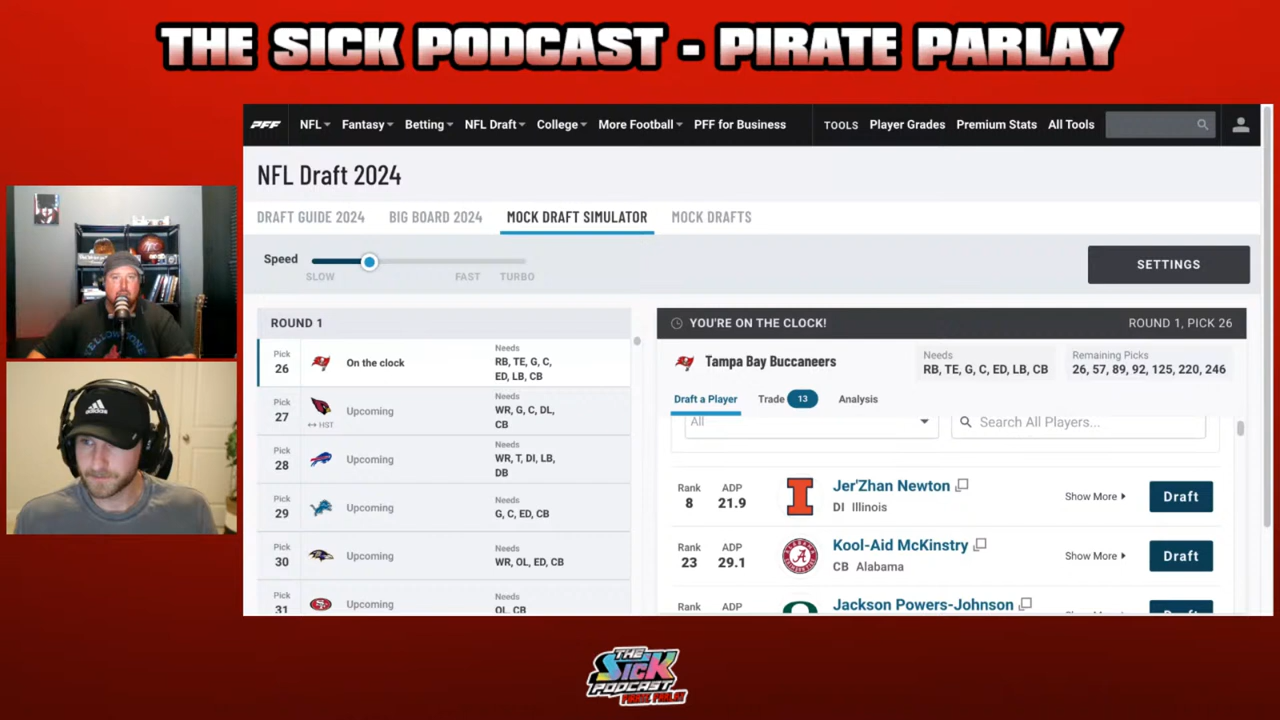 THE SICK PODCAST - PIRATE PARLAY
PFF NFL Fantasy Betting NFL Draft College More Football PFF for Business TOOLS Player Grades Premium Stats All Tools
NFL Draft 2024
DRAFT GUIDE 2024 BIG BOARD 2024 MOCK DRAFT SIMULATOR MOCK DRAFTS
Speed
SLOW FAST TURBO
SETTINGS
ROUND 1
Pick 26 On the clock Needs
RB, TE, G, C,
ED, LB, CB
Pick 27 ↔ HST Upcoming Needs
WR, G, C, DL,
CB
Pick 28 Upcoming Needs
WR, T, DI, LB,
DB
Pick 29 Upcoming Needs
G, C, ED, CB
Pick 30 Upcoming Needs
WR, OL, ED, CB
Pick 31 Upcoming Needs
OL, CB
YOU'RE ON THE CLOCK! ROUND 1, PICK 26
Tampa Bay Buccaneers
Needs
RB, TE, G, C, ED, LB, CB
Remaining Picks
26, 57, 89, 92, 125, 220, 246
Draft a Player Trade 13 Analysis
All Search All Players...
Rank 8 ADP 21.9 Jer'Zhan Newton
DI Illinois
Show More Draft
Rank 23 ADP 29.1 Kool-Aid McKinstry
CB Alabama
Show More Draft
Rank ADP Jackson Powers-Johnson
THE
SICK
PODCAST
PIRATE PARLAY